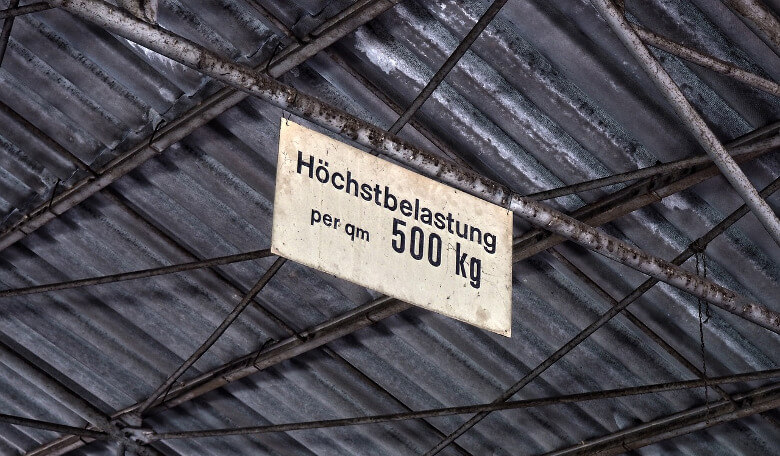 Höchstbelastung
per qm 500 kg